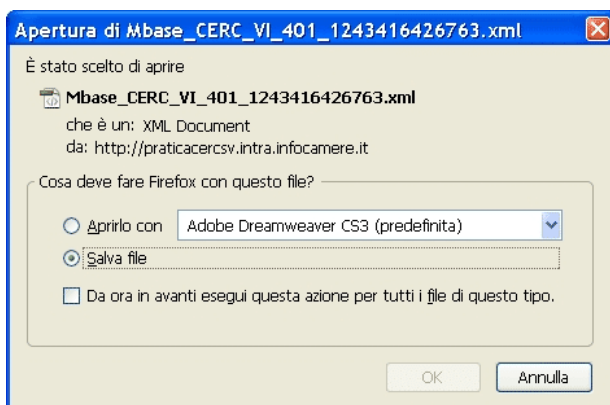 Apertura di Mbase_CERC_VI_401_1243416426763.xml
È stato scelto di aprire
Mbase_CERC_VI_401_1243416426763.xml
che è un: XML Document
da: http://praticacercsv.intra.infocamere.it
Cosa deve fare Firefox con questo file?
Aprirlo con Adobe Dreamweaver CS3 (predefinita)
Salva file
Da ora in avanti esegui questa azione per tutti i file di questo tipo.
OK Annulla